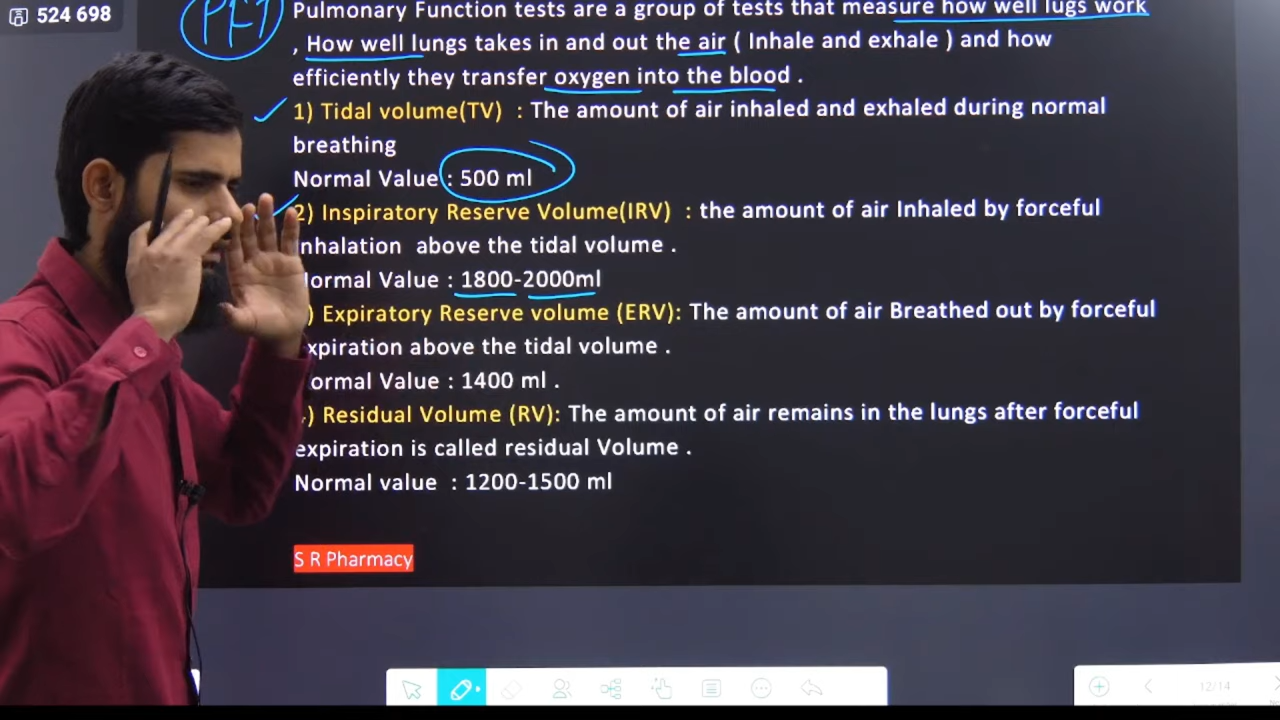 524 698
PFT
Pulmonary Function tests are a group of tests that measure how well lugs work
, How well lungs takes in and out the air ( Inhale and exhale ) and how
efficiently they transfer oxygen into the blood .
1) Tidal volume(TV) : The amount of air inhaled and exhaled during normal
breathing
Normal Value : 500 ml
2) Inspiratory Reserve Volume(IRV) : the amount of air Inhaled by forceful
inhalation above the tidal volume .
Normal Value : 1800-2000ml
) Expiratory Reserve volume (ERV): The amount of air Breathed out by forceful
expiration above the tidal volume .
Normal Value : 1400 ml .
) Residual Volume (RV): The amount of air remains in the lungs after forceful
expiration is called residual Volume .
Normal value : 1200-1500 ml
S R Pharmacy
12/14